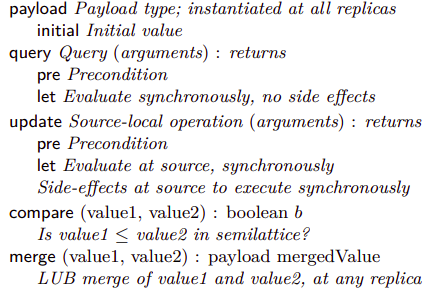 payload Payload type; instantiated at all replicas
initial Initial value
query Query (arguments) : returns
pre Precondition
let Evaluate synchronously, no side effects
update Source-local operation (arguments) : returns
pre Precondition
let Evaluate at source, synchronously
Side-effects at source to execute synchronously
compare (value1, value2) : boolean b
Is value1 ≤ value2 in semilattice?
merge (value1, value2) : payload mergedValue
LUB merge of value1 and value2, at any replica